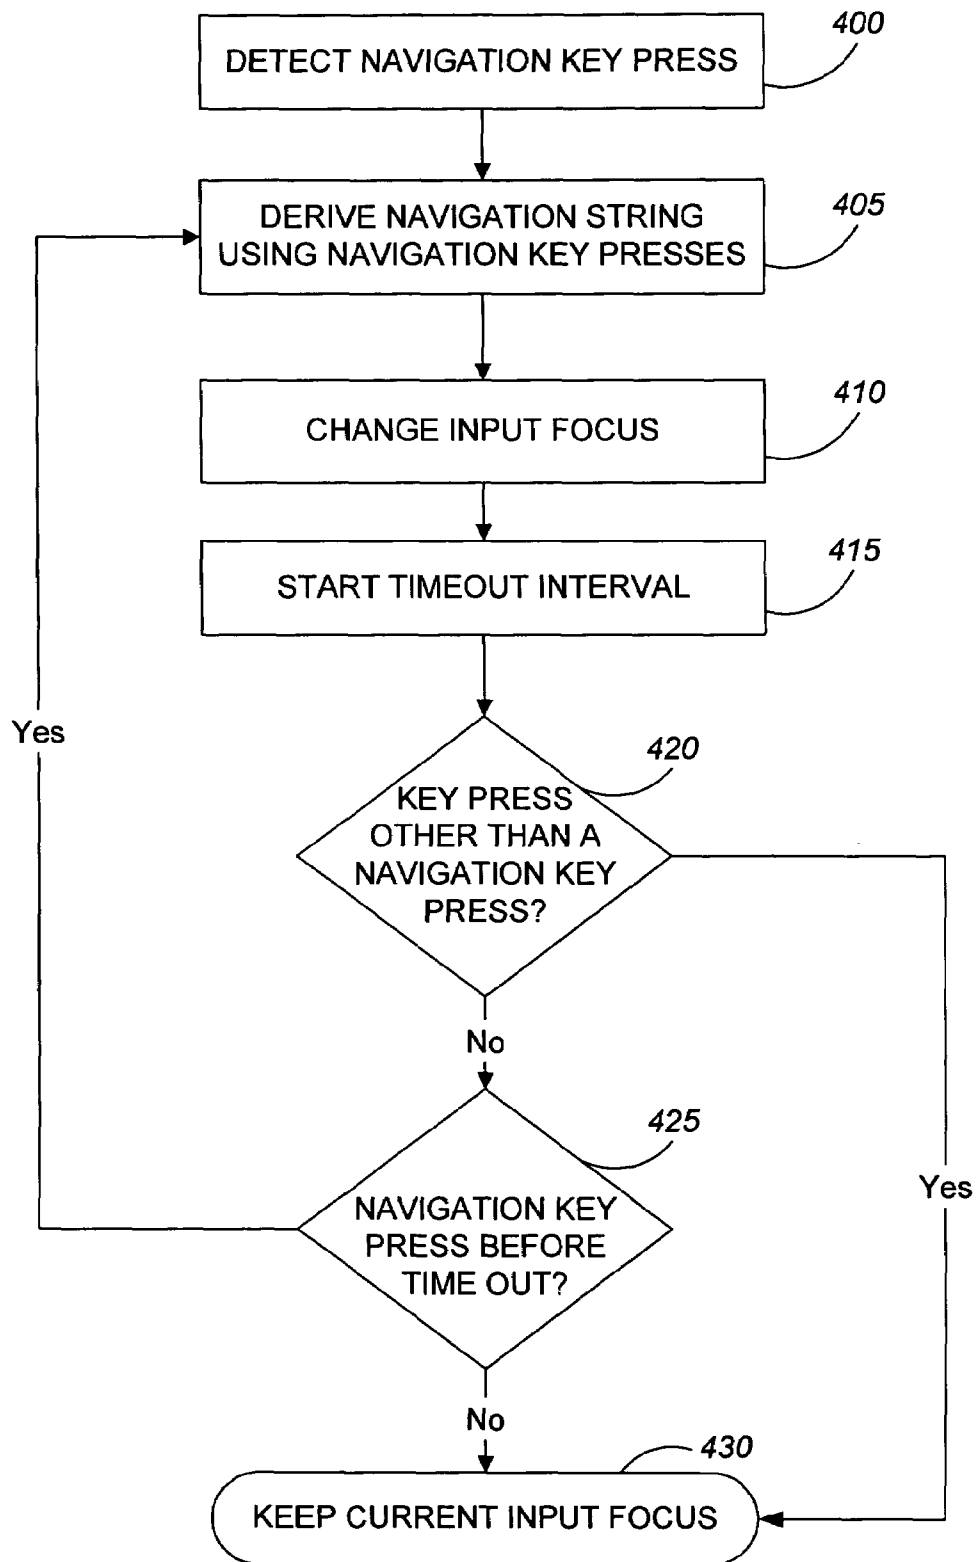 400
DETECT NAVIGATION KEY PRESS
405
DERIVE NAVIGATION STRING
USING NAVIGATION KEY PRESSES
410
CHANGE INPUT FOCUS
415
START TIMEOUT INTERVAL
Yes
420
KEY PRESS
OTHER THAN A
NAVIGATION KEY
PRESS?
No
425
Yes
NAVIGATION KEY
PRESS BEFORE
TIME OUT?
No
430
KEEP CURRENT INPUT FOCUS